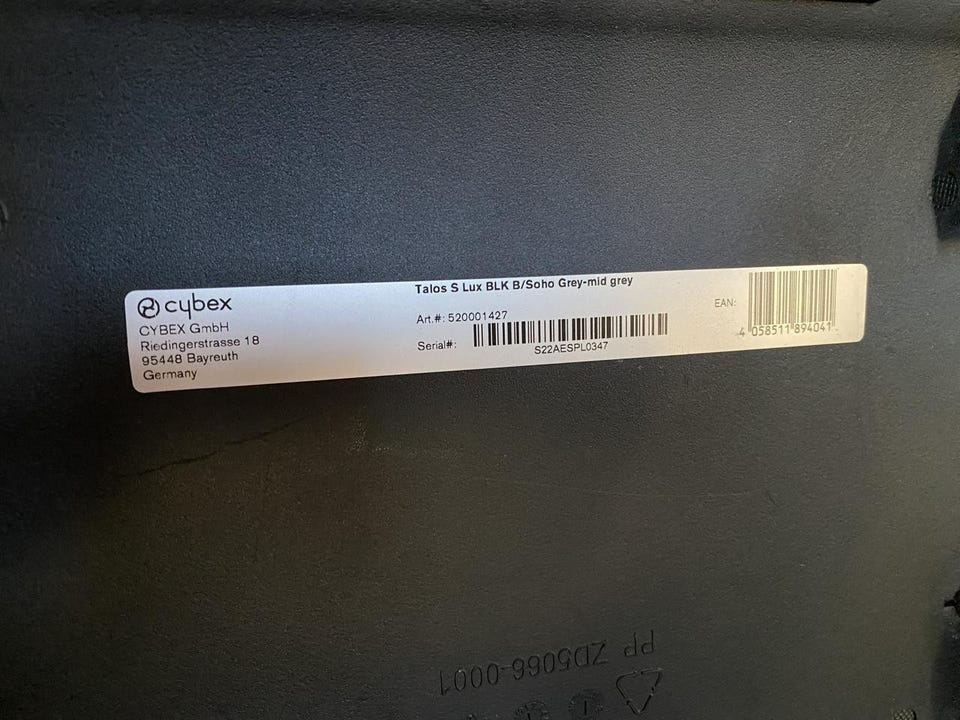 cybex
CYBEX GmbH
Riedingerstrasse 18
95448 Bayreuth
Germany
Talos S Lux BLK B/Soho Grey-mid grey
Art.#: 520001427
Serial#:
S22AESPL0347
EAN:
4 058511 894041
PP ZD5066-0001